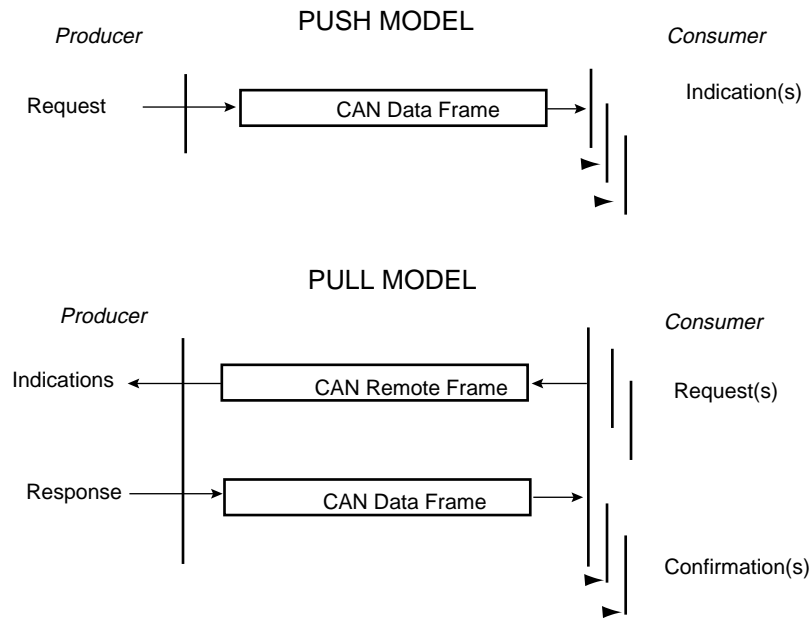 PUSH MODEL
Producer
Consumer
Request
CAN Data Frame
Indication(s)
PULL MODEL
Producer
Consumer
Indications
CAN Remote Frame
Request(s)
Response
CAN Data Frame
Confirmation(s)